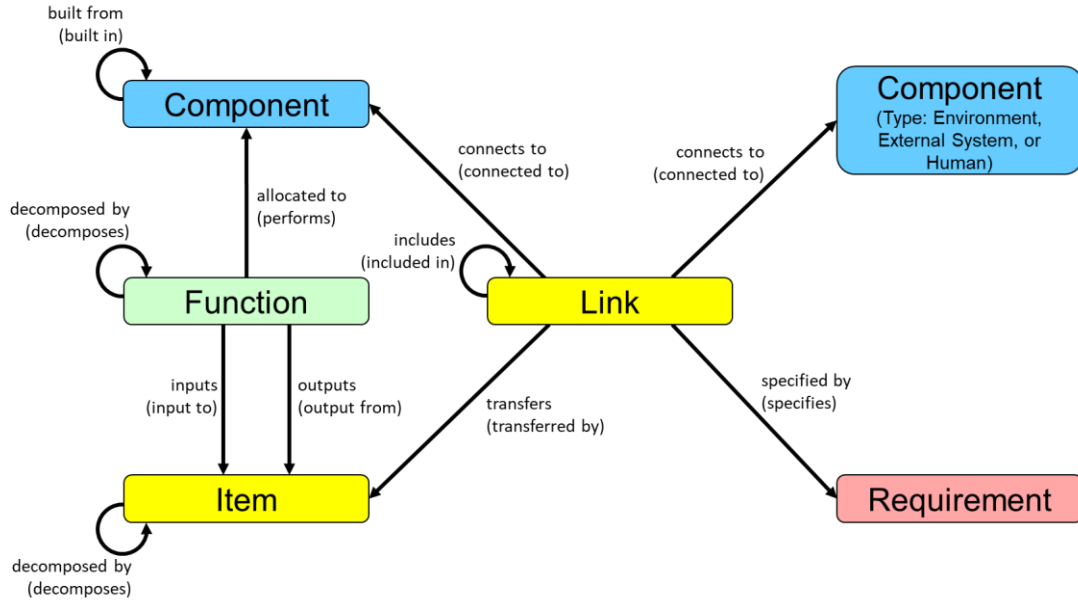 built from
(built in)
Component
Component
(Type: Environment,
External System, or
Human)
connects to
(connected to)
connects to
(connected to)
allocated to
(performs)
decomposed by
(decomposes)
includes
(included in)
Function
Link
inputs
(input to)
outputs
(output from)
transfers
(transferred by)
specified by
(specifies)
Item
Requirement
decomposed by
(decomposes)